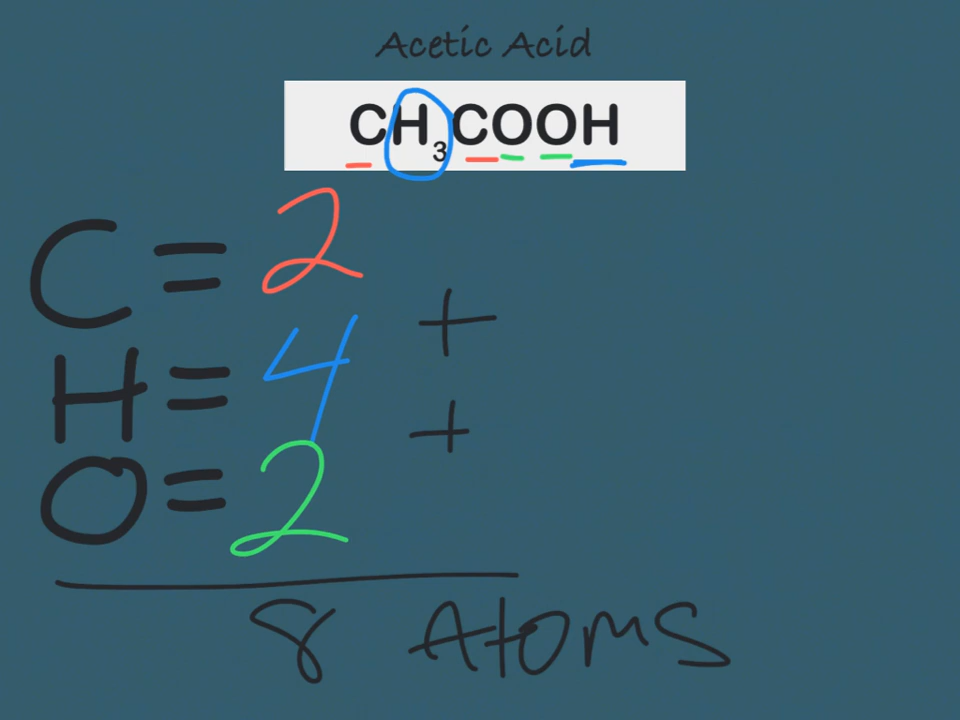 Acetic Acid
CH₃COOH
C = 2
+
H = 4
+
O = 2
8 Atoms